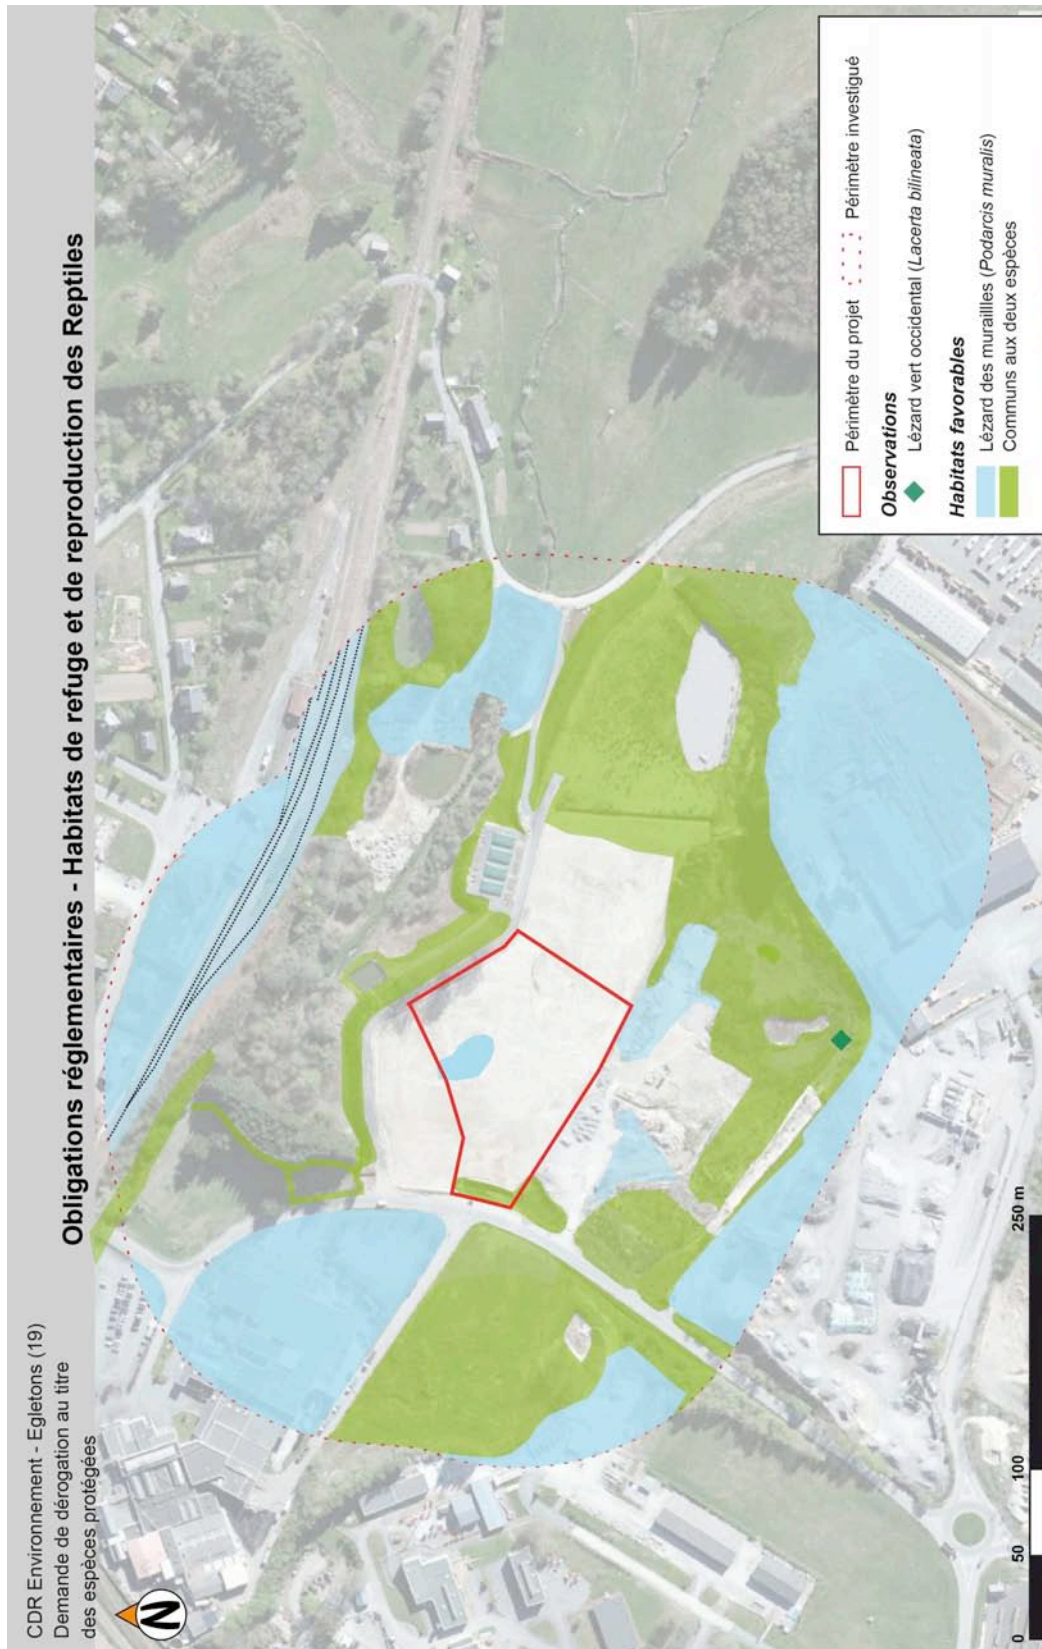 CDR Environnement - Egletons (19)
Demande de dérogation au titre
des espèces protégées
Obligations réglementaires - Habitats de refuge et de reproduction des Reptiles
N
Périmètre du projet
Périmètre investigué
Observations
Lézard vert occidental (Lacerta bilineata)
Habitats favorables
Lézard des murailles (Podarcis muralis)
Communs aux deux espèces
0
50
100
250 m